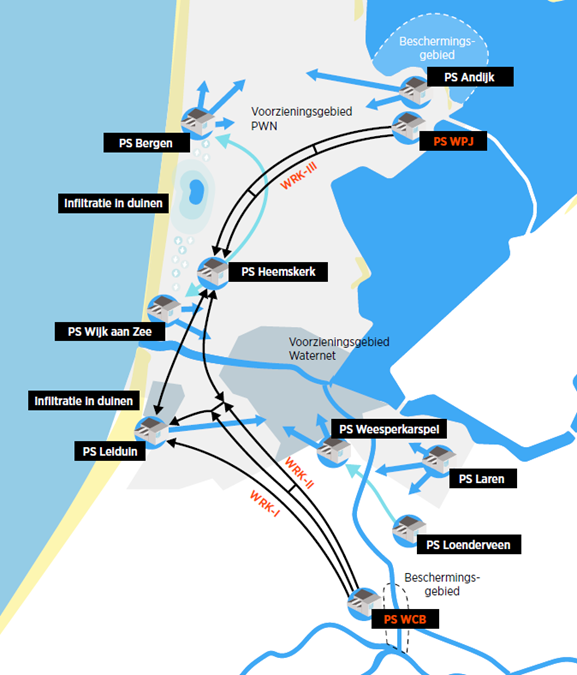 Beschermings-
gebied
PS Andijk
Voorzieningsgebied
PWN
PS Bergen
PS WPJ
WRK-III
Infiltratie in duinen
PS Heemskerk
PS Wijk aan Zee
Voorzieningsgebied
Waternet
Infiltratie in duinen
PS Weesperkarspel
PS Leiduin
WRK-II
PS Laren
WRK-I
PS Loenderveen
Beschermings-
gebied
PS WCB